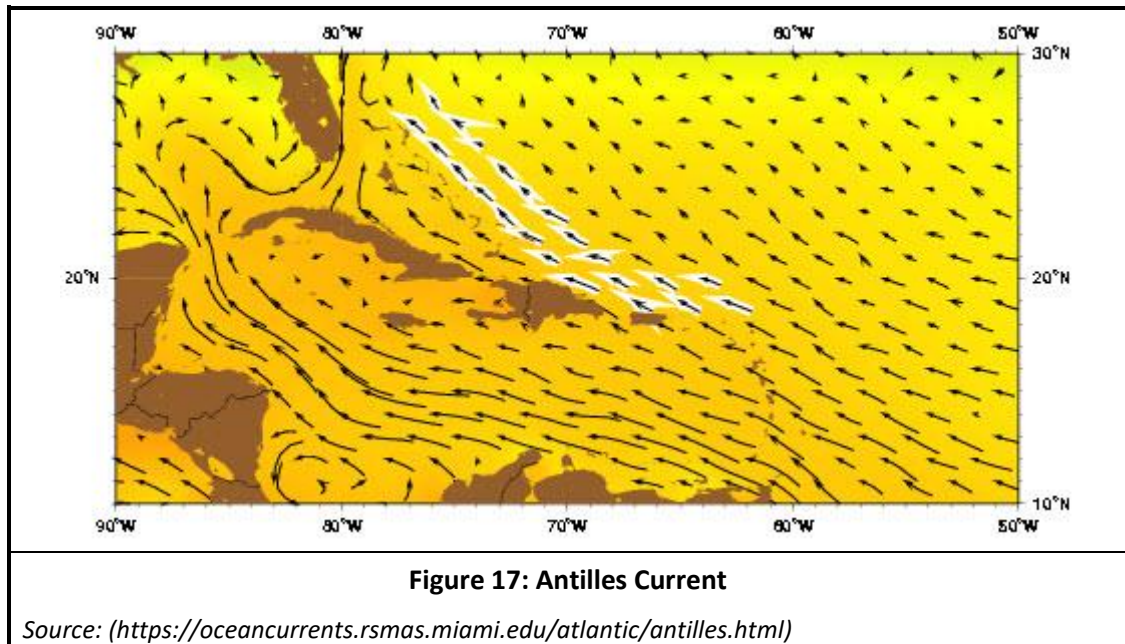 90°W 80°W 70°W 60°W 50°W
30°N
20°N 20°N
10°N
90°W 80°W 70°W 60°W 50°W
Figure 17: Antilles Current
Source: (https://oceancurrents.rsmas.miami.edu/atlantic/antilles.html)